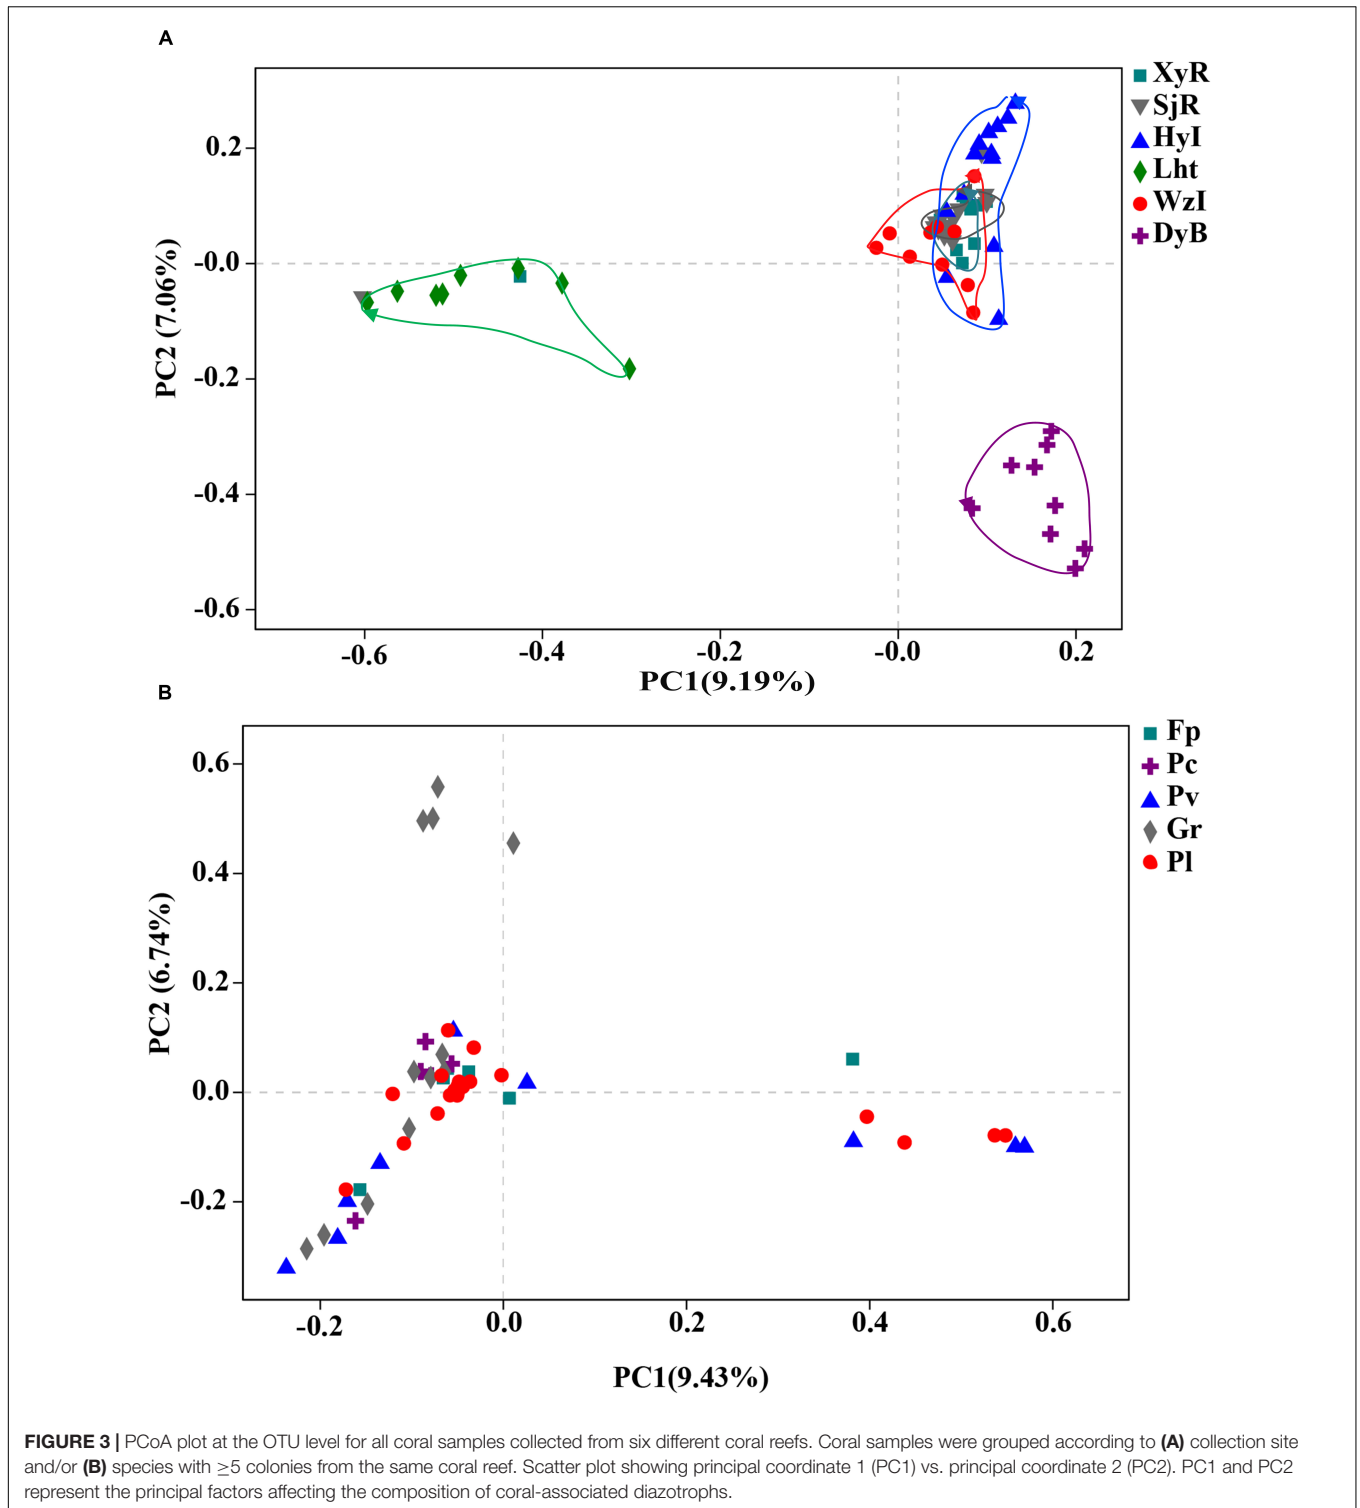 A
XyR
SjR
HyI
Lht
WzI
DyB
0.2
-0.0
-0.2
-0.4
-0.6
PC2 (7.06%)
-0.6
-0.4
-0.2
-0.0
0.2
PC1(9.19%)
B
Fp
Pc
Pv
Gr
Pl
0.6
0.4
0.2
0.0
-0.2
PC2 (6.74%)
-0.2
0.0
0.2
0.4
0.6
PC1(9.43%)
FIGURE 3 | PCoA plot at the OTU level for all coral samples collected from six different coral reefs. Coral samples were grouped according to (A) collection site
and/or (B) species with ≥5 colonies from the same coral reef. Scatter plot showing principal coordinate 1 (PC1) vs. principal coordinate 2 (PC2). PC1 and PC2
represent the principal factors affecting the composition of coral-associated diazotrophs.